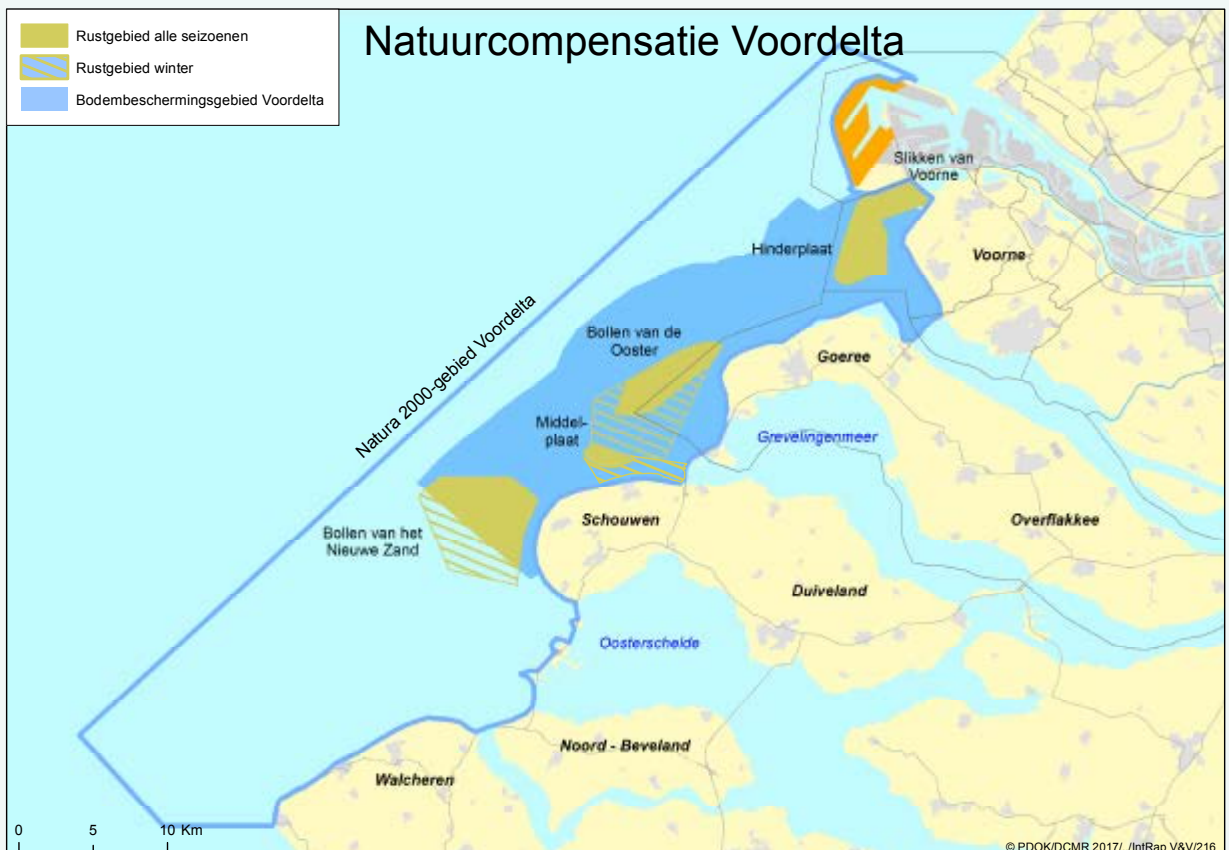 Natuurcompensatie Voordelta
Rustgebied alle seizoenen
Rustgebied winter
Bodembeschermingsgebied Voordelta
Slikken van
Voorne
Hinderplaat
Voorne
Natura 2000-gebied Voordelta
Bollen van de
Ooster
Goeree
Middel-
plaat
Grevelingenmeer
Schouwen
Overflakkee
Bollen van het
Nieuwe Zand
Duiveland
Oosterschelde
Noord - Beveland
Walcheren
0 5 10 Km
© PDOK/DCMR 2017/, /IntRap V&V/216